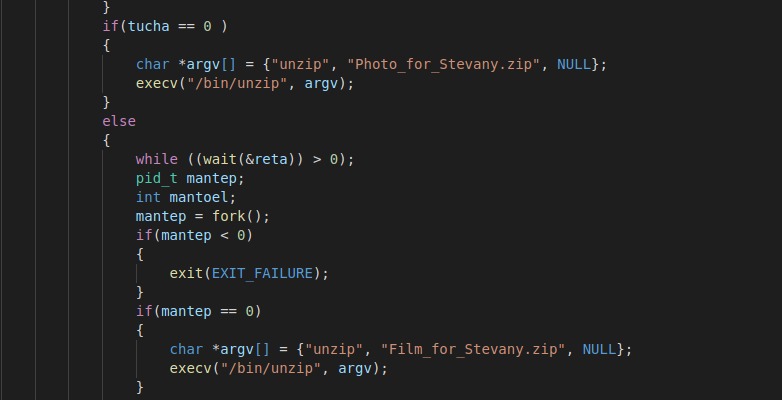 }
if(tucha == 0 )
{
char *argv[] = {"unzip", "Photo_for_Stevany.zip", NULL};
execv("/bin/unzip", argv);
}
else
{
while ((wait(&reta)) > 0);
pid_t mantep;
int mantoel;
mantep = fork();
if(mantep < 0)
{
exit(EXIT_FAILURE);
}
if(mantep == 0)
{
char *argv[] = {"unzip", "Film_for_Stevany.zip", NULL};
execv("/bin/unzip", argv);
}